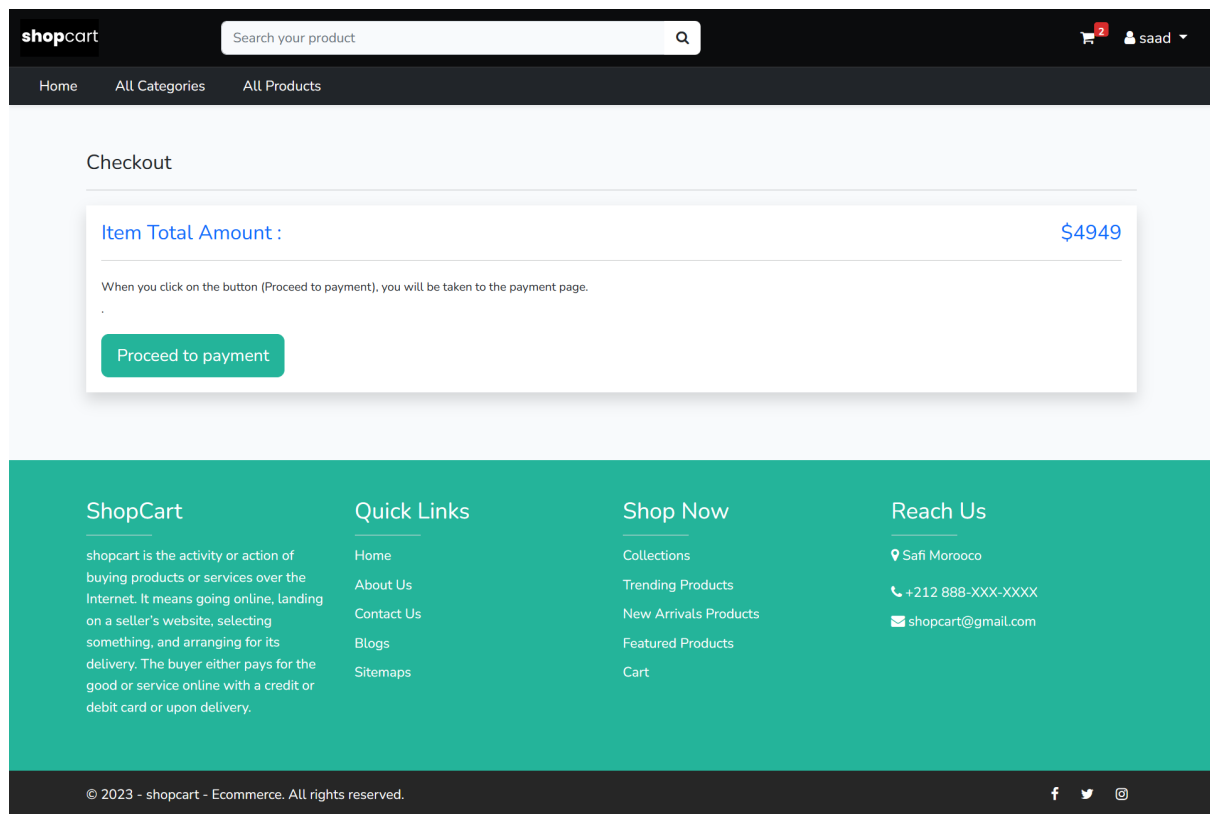 shopcart
Search your product
2
saad
Home
All Categories
All Products
Checkout
Item Total Amount :
$4949
When you click on the button (Proceed to payment), you will be taken to the payment page.
.
Proceed to payment
ShopCart
shopcart is the activity or action of
buying products or services over the
Internet. It means going online, landing
on a seller’s website, selecting
something, and arranging for its
delivery. The buyer either pays for the
good or service online with a credit or
debit card or upon delivery.
Quick Links
Home
About Us
Contact Us
Blogs
Sitemaps
Shop Now
Collections
Trending Products
New Arrivals Products
Featured Products
Cart
Reach Us
Safi Morooco
+212 888-XXX-XXXX
shopcart@gmail.com
© 2023 - shopcart - Ecommerce. All rights reserved.